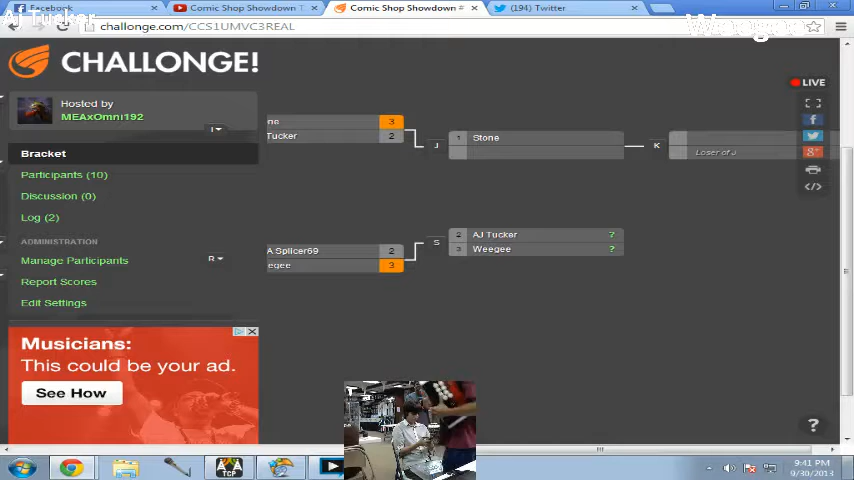 Facebook
Comic Shop Showdown T
Comic Shop Showdown #
(194) Twitter
Aj Tucker
challonge.com/CCS1UMVC3REAL
Weegee
CHALLONGE!
LIVE
Hosted by
MEAxOmni192
I
ne 3
Tucker 2
J
1 Stone
K
Loser of J
Bracket
Participants (10)
Discussion (0)
Log (2)
ADMINISTRATION
Manage Participants
R
Report Scores
Edit Settings
A Splicer69 2
egee 3
S
2 AJ Tucker ?
3 Weegee ?
Musicians:
This could be your ad.
See How
?
TCP
9:41 PM
9/30/2013